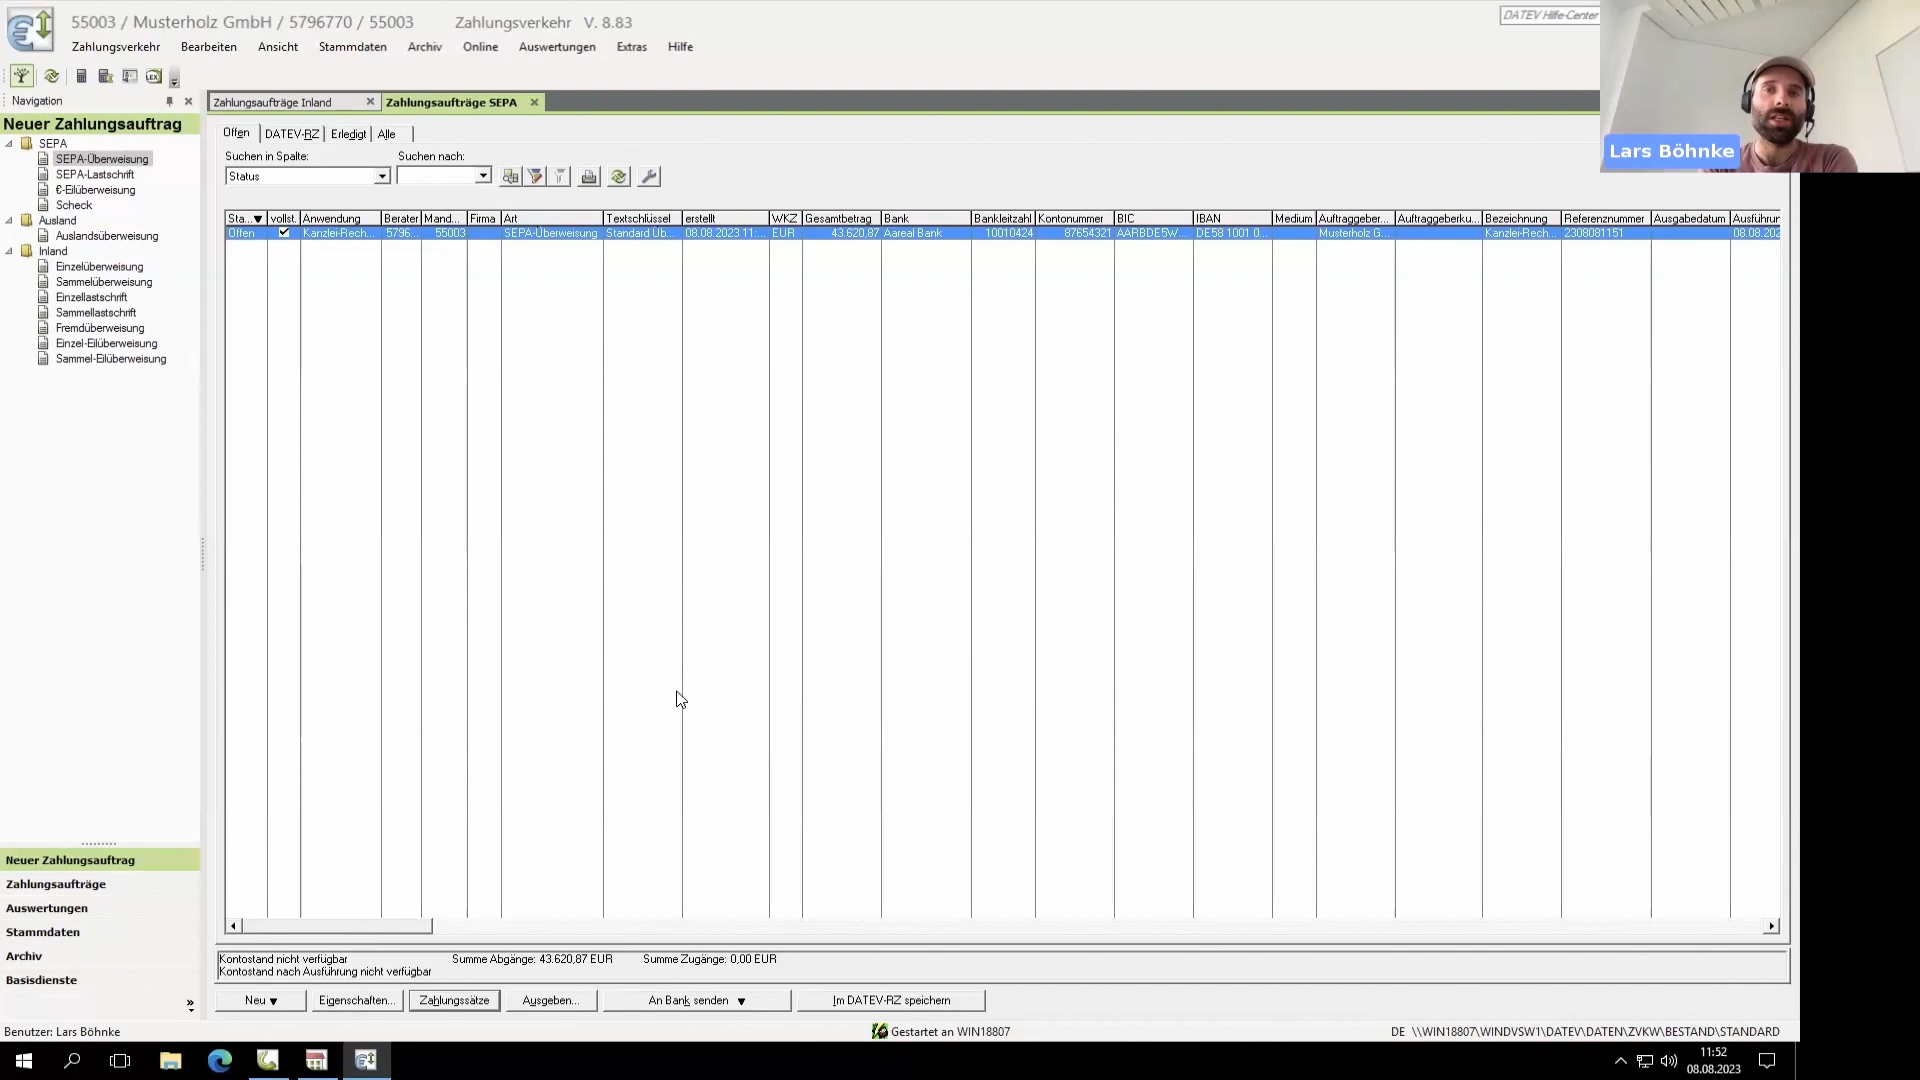 55003 / Musterholz GmbH / 5796770 / 55003 Zahlungsverkehr V. 8.83
DATEV Hilfe-Center
Zahlungsverkehr Bearbeiten Ansicht Stammdaten Archiv Online Auswertungen Extras Hilfe
LEX
Navigation
Zahlungsaufträge Inland Zahlungsaufträge SEPA
Neuer Zahlungsauftrag
SEPA
SEPA-Überweisung
SEPA-Lastschrift
€-Eilüberweisung
Scheck
Ausland
Auslandsüberweisung
Inland
Einzelüberweisung
Sammelüberweisung
Einzellastschrift
Sammellastschrift
Fremdüberweisung
Einzel-Eilüberweisung
Sammel-Eilüberweisung
Offen DATEV-RZ Erledigt Alle
Suchen in Spalte: Suchen nach:
Status
Lars Böhnke
Sta... vollst. Anwendung Berater Mand... Firma Art Textschlüssel erstellt WKZ Gesamtbetrag Bank Bankleitzahl Kontonummer BIC IBAN Medium Auftraggeber... Auftraggeberku... Bezeichnung Referenznummer Ausgabedatum Ausführun
Offen Kanzlei-Rech... 5796... 55003 SEPA-Überweisung Standard Üb... 08.08.2023 11:... EUR 43.620,87 Aareal Bank 10010424 87654321 AARBDE5W... DE58 1001 0... Musterholz G... Kanzlei-Rech... 2308081151 08.08.202
Neuer Zahlungsauftrag
Zahlungsaufträge
Auswertungen
Stammdaten
Archiv
Basisdienste
Kontostand nicht verfügbar Summe Abgänge: 43.620,87 EUR Summe Zugänge: 0,00 EUR
Kontostand nach Ausführung nicht verfügbar
Neu Eigenschaften... Zahlungssätze Ausgeben... An Bank senden Im DATEV-RZ speichern
Benutzer: Lars Böhnke Gestartet an WIN18807 DE \\WIN18807\WINDVSW1\DATEV\DATEN\ZVKW\BESTAND\STANDARD
11:52
08.08.2023